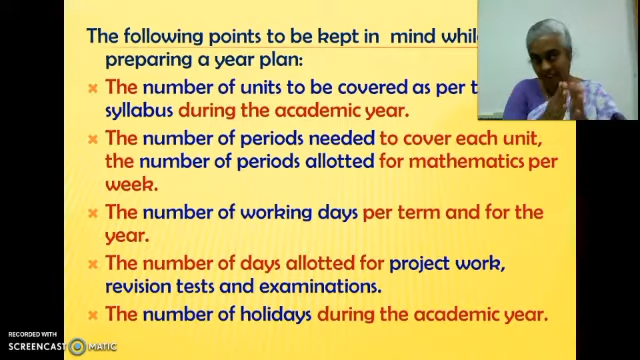 The following points to be kept in mind while
preparing a year plan:
The number of units to be covered as per
syllabus during the academic year.
The number of periods needed to cover each unit,
the number of periods allotted for mathematics per
week.
The number of working days per term and for the
year.
The number of days allotted for project work,
revision tests and examinations.
The number of holidays during the academic year.
RECORDED WITH
SCREENCAST MATIC